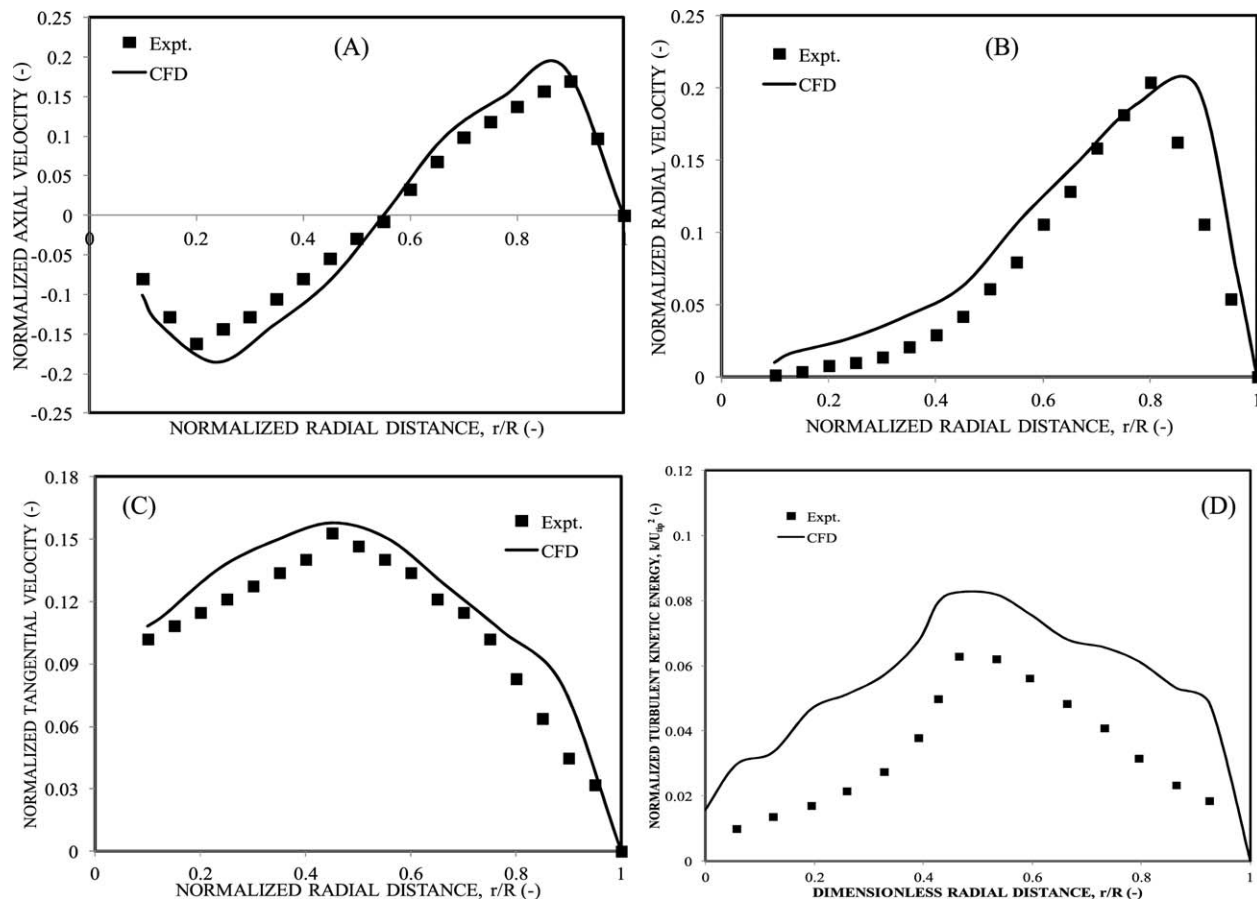 (A)
Expt.
CFD
NORMALIZED AXIAL VELOCITY (-)
0.25
0.2
0.15
0.1
0.05
0
-0.05
-0.1
-0.15
-0.2
-0.25
0
0.2
0.4
0.6
0.8
1
NORMALIZED RADIAL DISTANCE, r/R (-)
(B)
Expt.
CFD
NORMALIZED RADIAL VELOCITY (-)
0.25
0.2
0.15
0.1
0.05
0
0
0.2
0.4
0.6
0.8
1
NORMALIZED RADIAL DISTANCE, r/R (-)
(C)
Expt.
CFD
NORMALIZED TANGENTIAL VELOCITY (-)
0.18
0.15
0.12
0.09
0.06
0.03
0
0
0.2
0.4
0.6
0.8
1
NORMALIZED RADIAL DISTANCE, r/R (-)
(D)
Expt.
CFD
NORMALIZED TURBULENT KINETIC ENERGY, k/U_tip² (-)
0.12
0.1
0.08
0.06
0.04
0.02
0
0
0.2
0.4
0.6
0.8
1
DIMENSIONLESS RADIAL DISTANCE, r/R (-)